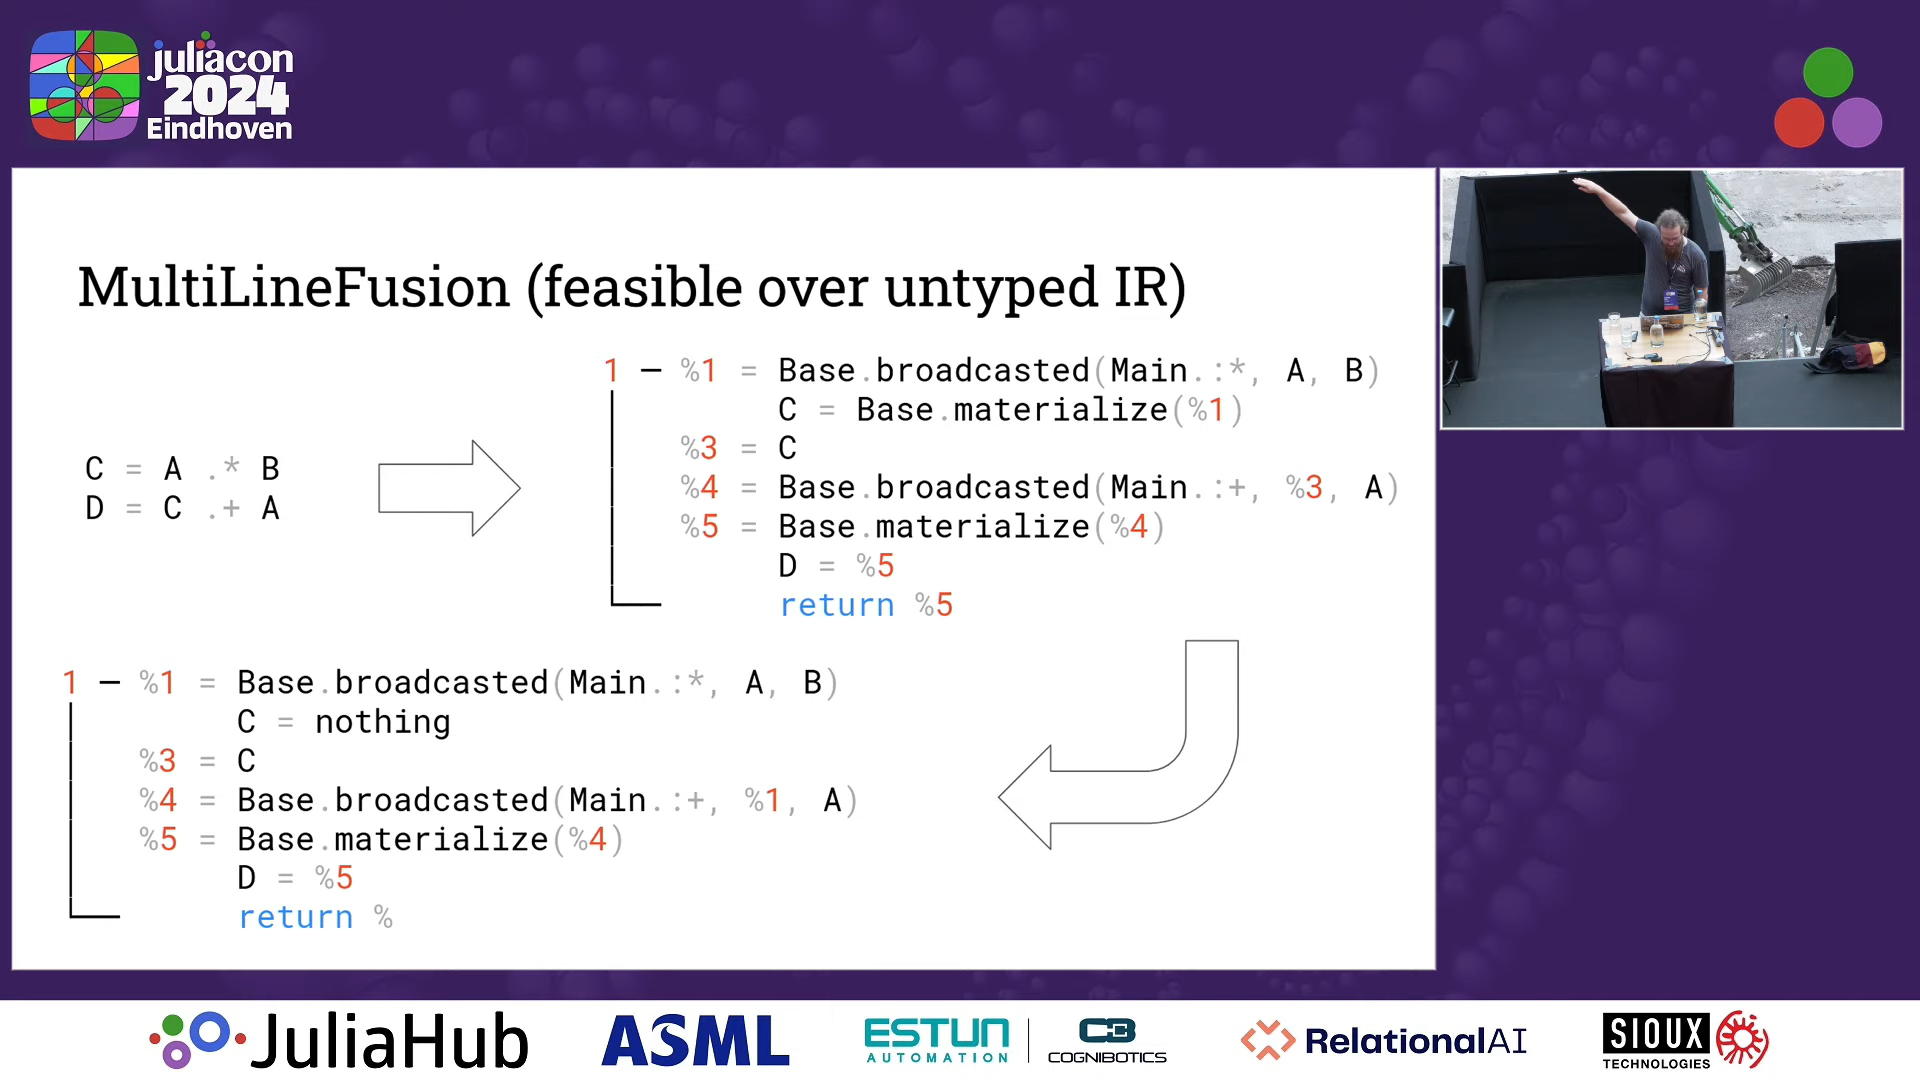 juliacon
2024
Eindhoven
MultiLineFusion (feasible over untyped IR)
C = A .* B
D = C .+ A
1 — %1 = Base.broadcasted(Main.:*, A, B)
C = Base.materialize(%1)
%3 = C
%4 = Base.broadcasted(Main.:+, %3, A)
%5 = Base.materialize(%4)
D = %5
return %5
1 — %1 = Base.broadcasted(Main.:*, A, B)
C = nothing
%3 = C
%4 = Base.broadcasted(Main.:+, %1, A)
%5 = Base.materialize(%4)
D = %5
return %
JuliaHub
ASML
ESTUN
AUTOMATION
COGNIBOTICS
RelationalAI
SIOUX
TECHNOLOGIES